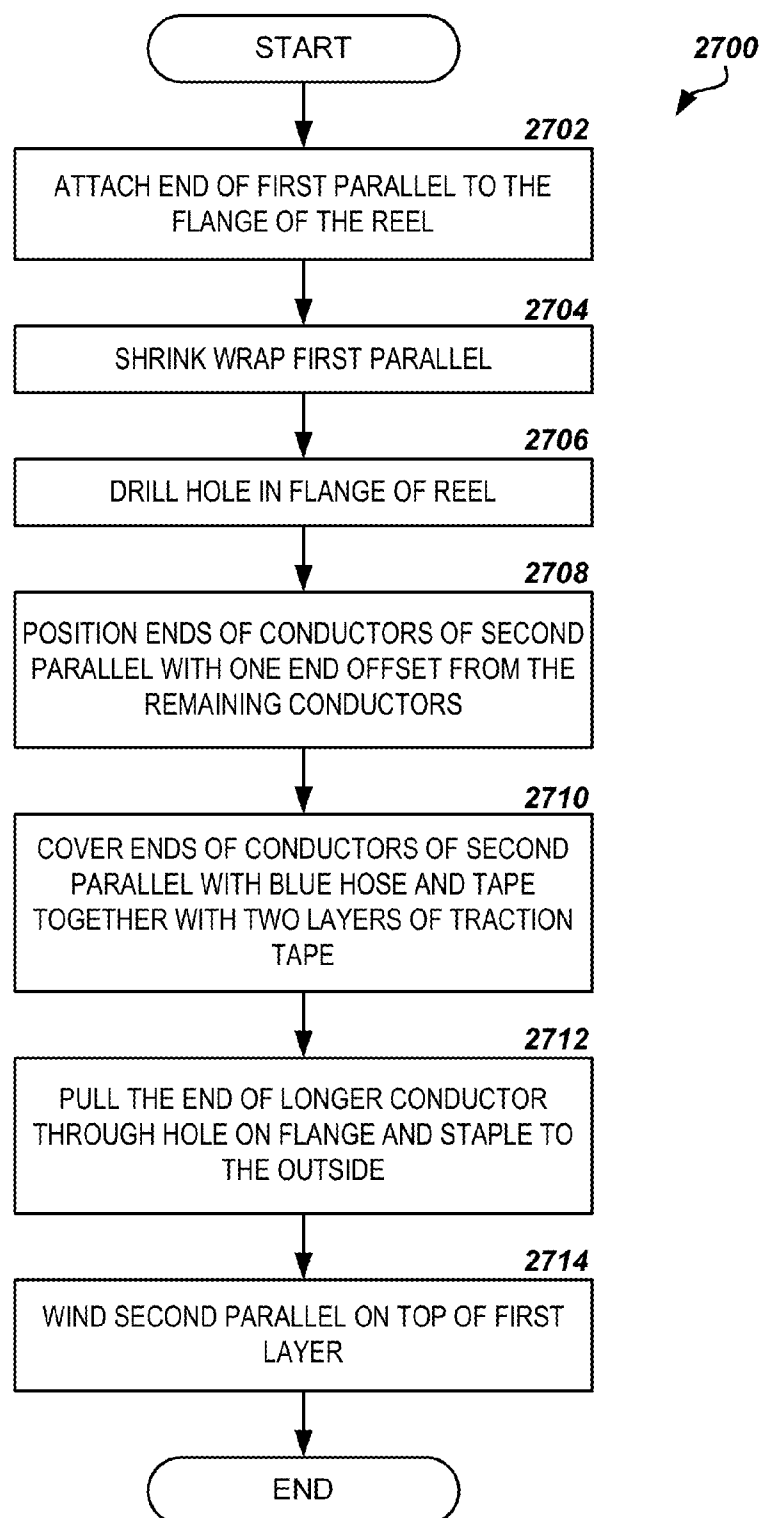 START
2700
2702
ATTACH END OF FIRST PARALLEL TO THE
FLANGE OF THE REEL
2704
SHRINK WRAP FIRST PARALLEL
2706
DRILL HOLE IN FLANGE OF REEL
2708
POSITION ENDS OF CONDUCTORS OF SECOND
PARALLEL WITH ONE END OFFSET FROM THE
REMAINING CONDUCTORS
2710
COVER ENDS OF CONDUCTORS OF SECOND
PARALLEL WITH BLUE HOSE AND TAPE
TOGETHER WITH TWO LAYERS OF TRACTION
TAPE
2712
PULL THE END OF LONGER CONDUCTOR
THROUGH HOLE ON FLANGE AND STAPLE TO
THE OUTSIDE
2714
WIND SECOND PARALLEL ON TOP OF FIRST
LAYER
END